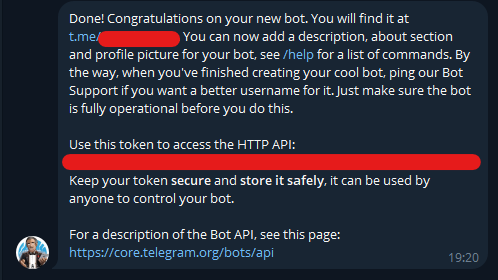 Done! Congratulations on your new bot. You will find it at
t.me/ You can now add a description, about section
and profile picture for your bot, see /help for a list of commands. By
the way, when you've finished creating your cool bot, ping our Bot
Support if you want a better username for it. Just make sure the bot
is fully operational before you do this.
Use this token to access the HTTP API:
Keep your token secure and store it safely, it can be used by
anyone to control your bot.
For a description of the Bot API, see this page:
https://core.telegram.org/bots/api
19:20